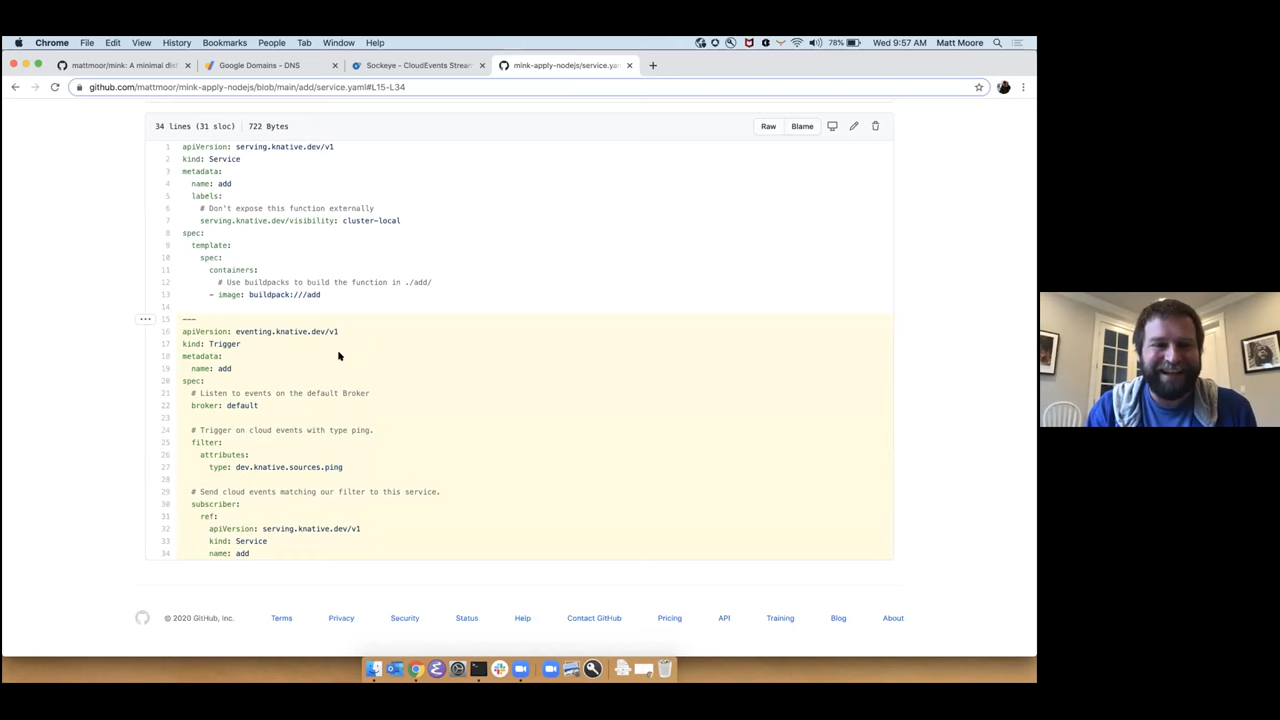 Chrome File Edit View History Bookmarks People Tab Window Help 78% Wed 9:57 AM Matt Moore
mattmoor/mink: A minimal dist
Google Domains - DNS
Sockeye - CloudEvents Stream
mink-apply-nodejs/service.yam
github.com/mattmoor/mink-apply-nodejs/blob/main/add/service.yaml#L15-L34
34 lines (31 sloc) 722 Bytes Raw Blame
1 apiVersion: serving.knative.dev/v1
2 kind: Service
3 metadata:
4 name: add
5 labels:
6 # Don't expose this function externally
7 serving.knative.dev/visibility: cluster-local
8 spec:
9 template:
10 spec:
11 containers:
12 # Use buildpacks to build the function in ./add/
13 - image: buildpack:///add
14
15 ---
16 apiVersion: eventing.knative.dev/v1
17 kind: Trigger
18 metadata:
19 name: add
20 spec:
21 # Listen to events on the default Broker
22 broker: default
23
24 # Trigger on cloud events with type ping.
25 filter:
26 attributes:
27 type: dev.knative.sources.ping
28
29 # Send cloud events matching our filter to this service.
30 subscriber:
31 ref:
32 apiVersion: serving.knative.dev/v1
33 kind: Service
34 name: add
© 2020 GitHub, Inc. Terms Privacy Security Status Help Contact GitHub Pricing API Training Blog About